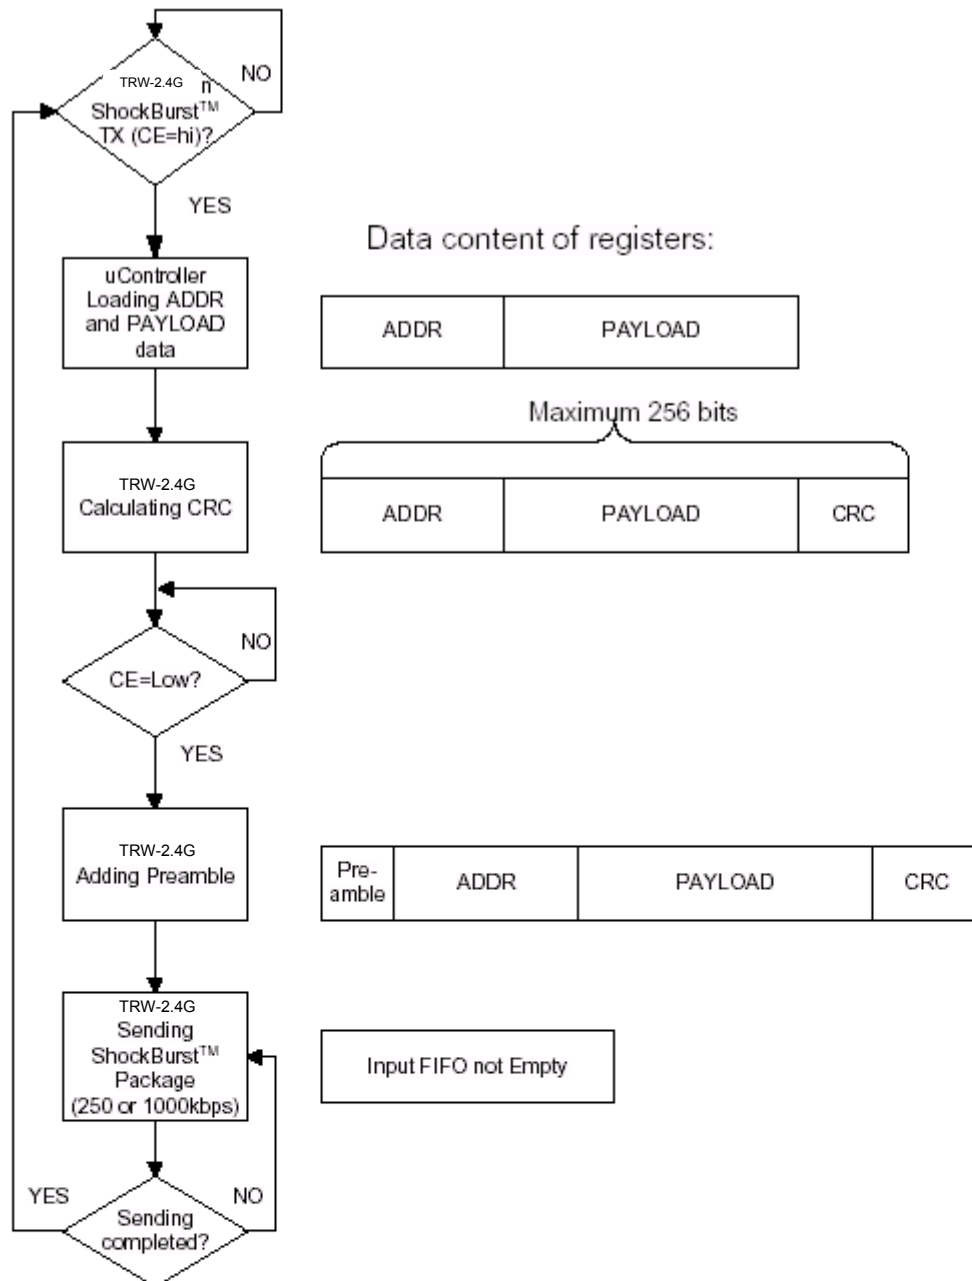 TRW-2.4G n
ShockBurst™
TX (CE=hi)?
NO
YES
Data content of registers:
uController
Loading ADDR
and PAYLOAD
data
ADDR PAYLOAD
Maximum 256 bits
TRW-2.4G
Calculating CRC
ADDR PAYLOAD CRC
NO
CE=Low?
YES
TRW-2.4G
Adding Preamble
Pre-
amble
ADDR PAYLOAD CRC
TRW-2.4G
Sending
ShockBurst™
Package
(250 or 1000kbps)
Input FIFO not Empty
YES
NO
Sending
completed?